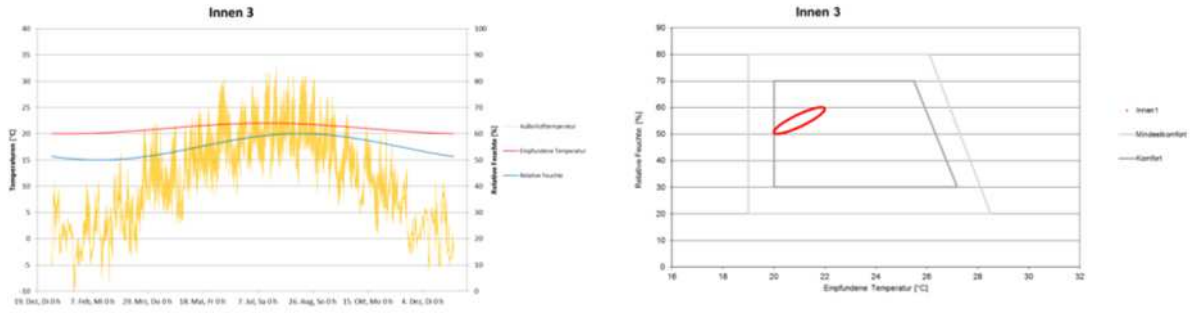 Innen 3
Temperaturen [°C]
40
35
30
25
20
15
10
5
0
-5
-10
100
90
80
70
60
50
40
30
20
10
0
Relative Feuchte [%]
19. Dez, Di 0 h
7. Feb, Mi 0 h
29. Mrz, Do 0 h
18. Mai, Fr 0 h
7. Jul, Sa 0 h
26. Aug, So 0 h
15. Okt, Mo 0 h
4. Dez, Di 0 h
Außenlufttemperatur
Empfundene Temperatur
Relative Feuchte
Innen 3
Relative Feuchte [%]
90
80
70
60
50
40
30
20
10
0
16
18
20
22
24
26
28
30
32
Empfundene Temperatur [°C]
Innen 1
Mindestkomfort
Komfort